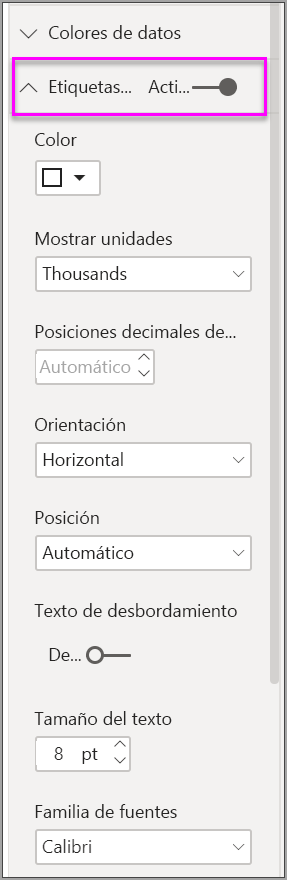 Colores de datos
Etiquetas... Acti...
Color
Mostrar unidades
Thousands
Posiciones decimales de...
Automático
Orientación
Horizontal
Posición
Automático
Texto de desbordamiento
De...
Tamaño del texto
8 pt
Familia de fuentes
Calibri